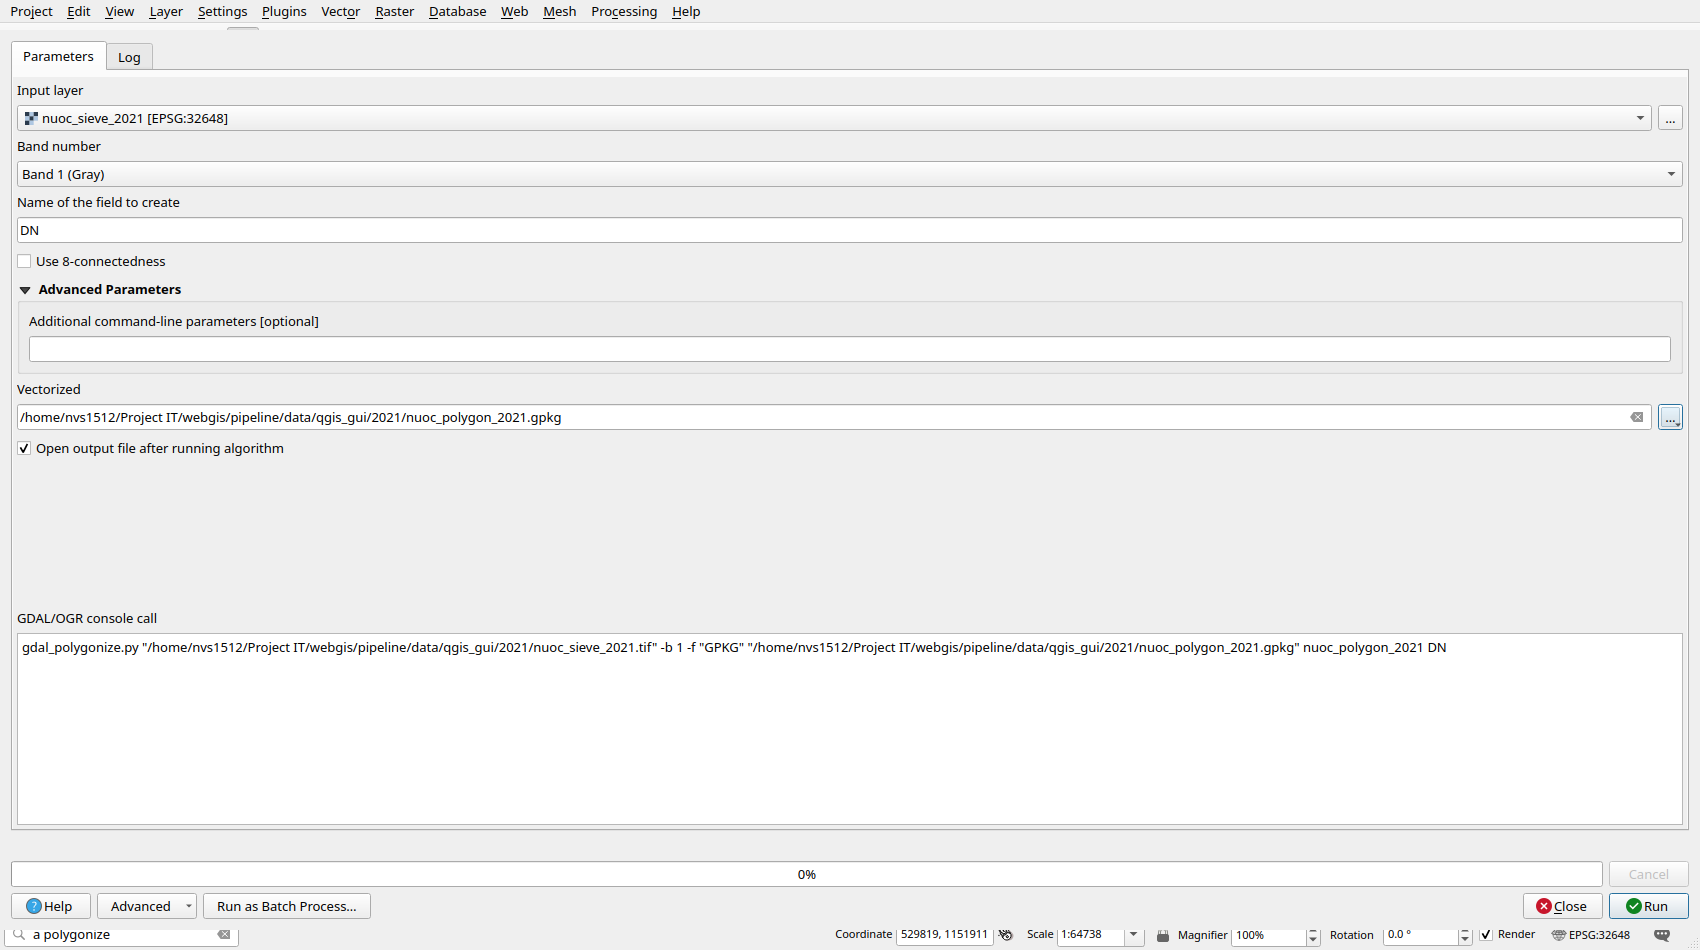 Project Edit View Layer Settings Plugins Vector Raster Database Web Mesh Processing Help
Parameters Log
Input layer
nuoc_sieve_2021 [EPSG:32648] ...
Band number
Band 1 (Gray)
Name of the field to create
DN
Use 8-connectedness
Advanced Parameters
Additional command-line parameters [optional]
Vectorized
/home/nvs1512/Project IT/webgis/pipeline/data/qgis_gui/2021/nuoc_polygon_2021.gpkg ...
Open output file after running algorithm
GDAL/OGR console call
gdal_polygonize.py "/home/nvs1512/Project IT/webgis/pipeline/data/qgis_gui/2021/nuoc_sieve_2021.tif" -b 1 -f "GPKG" "/home/nvs1512/Project IT/webgis/pipeline/data/qgis_gui/2021/nuoc_polygon_2021.gpkg" nuoc_polygon_2021 DN
0% Cancel
Help Advanced Run as Batch Process... Close Run
a polygonize Coordinate 529819, 1151911 Scale 1:64738 Magnifier 100% Rotation 0.0 ° Render EPSG:32648